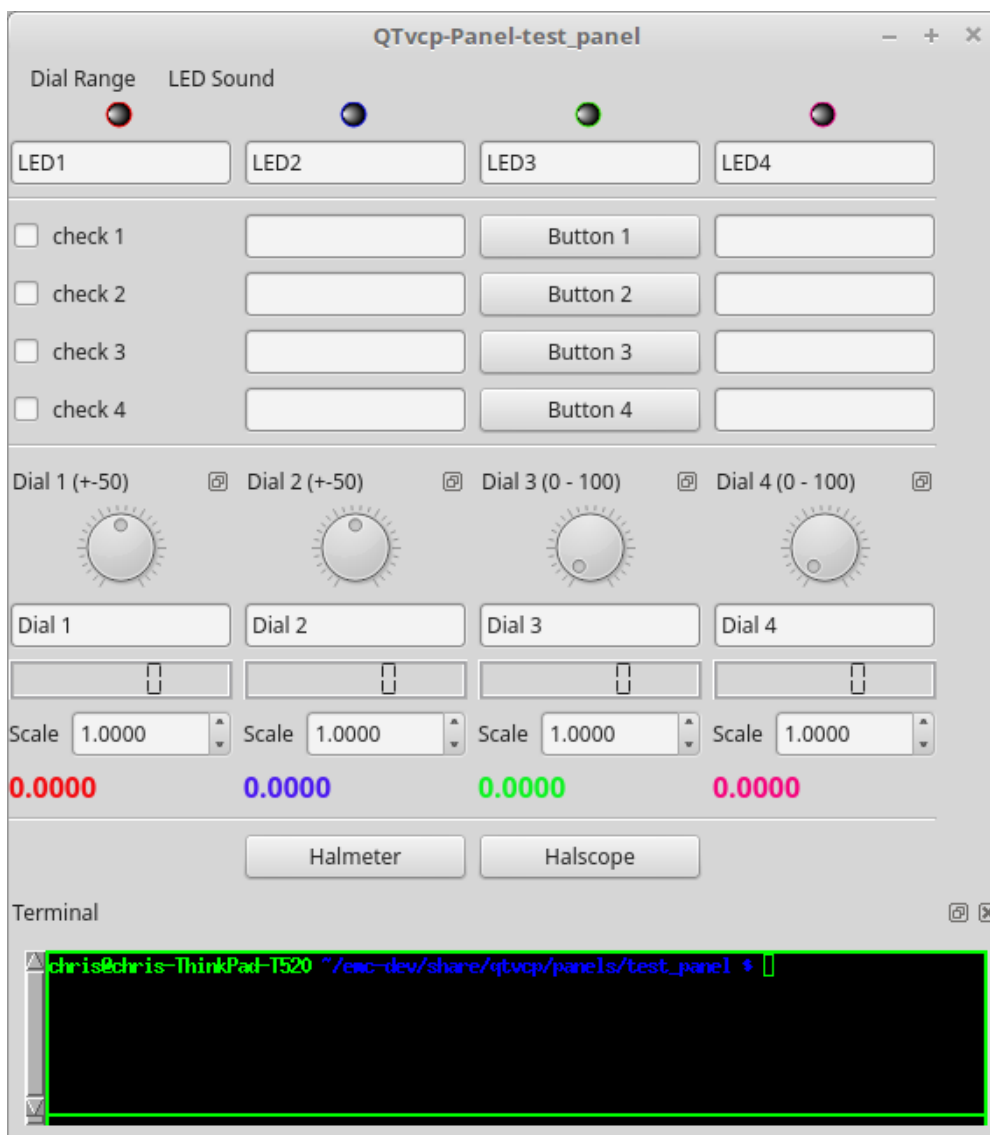 QTvcp-Panel-test_panel
Dial Range LED Sound
LED1 LED2 LED3 LED4
check 1 Button 1
check 2 Button 2
check 3 Button 3
check 4 Button 4
Dial 1 (+-50) Dial 2 (+-50) Dial 3 (0 - 100) Dial 4 (0 - 100)
Dial 1 Dial 2 Dial 3 Dial 4
0 0 0 0
Scale 1.0000 Scale 1.0000 Scale 1.0000 Scale 1.0000
0.0000 0.0000 0.0000 0.0000
Halmeter Halscope
Terminal
chris@chris-ThinkPad-T520 ~/emc-dev/share/qtvcp/panels/test_panel $